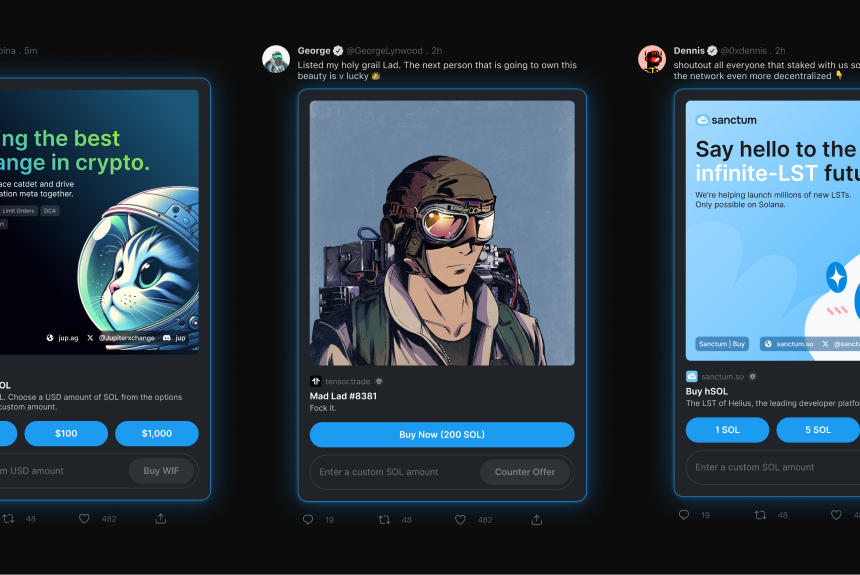 oina . 5m
ng the best
ange in crypto.
ace catdet and drive
ation meta together.
Limit Orders
DCA
rt
jup.ag
@Jupiterxchange
jup
OL
L. Choose a USD amount of SOL from the options
custom amount.
$100
$1,000
m USD amount
Buy WIF
48
482
George @GeorgeLynwood . 2h
Listed my holy grail Lad. The next person that is going to own this
beauty is v lucky
tensor.trade
Mad Lad #8381
Fock it.
Buy Now (200 SOL)
Enter a custom SOL amount
Counter Offer
19
48
482
Dennis @0xdennis . 2h
shoutout all everyone that staked with us so
the network even more decentralized
sanctum
Say hello to the
infinite-LST futu
We're helping launch millions of new LSTs.
Only possible on Solana.
Sanctum | Buy
sanctum.so
@sanctu
sanctum.so
Buy hSOL
The LST of Helius, the leading developer platfo
1 SOL
5 SOL
Enter a custom SOL amount
19
48